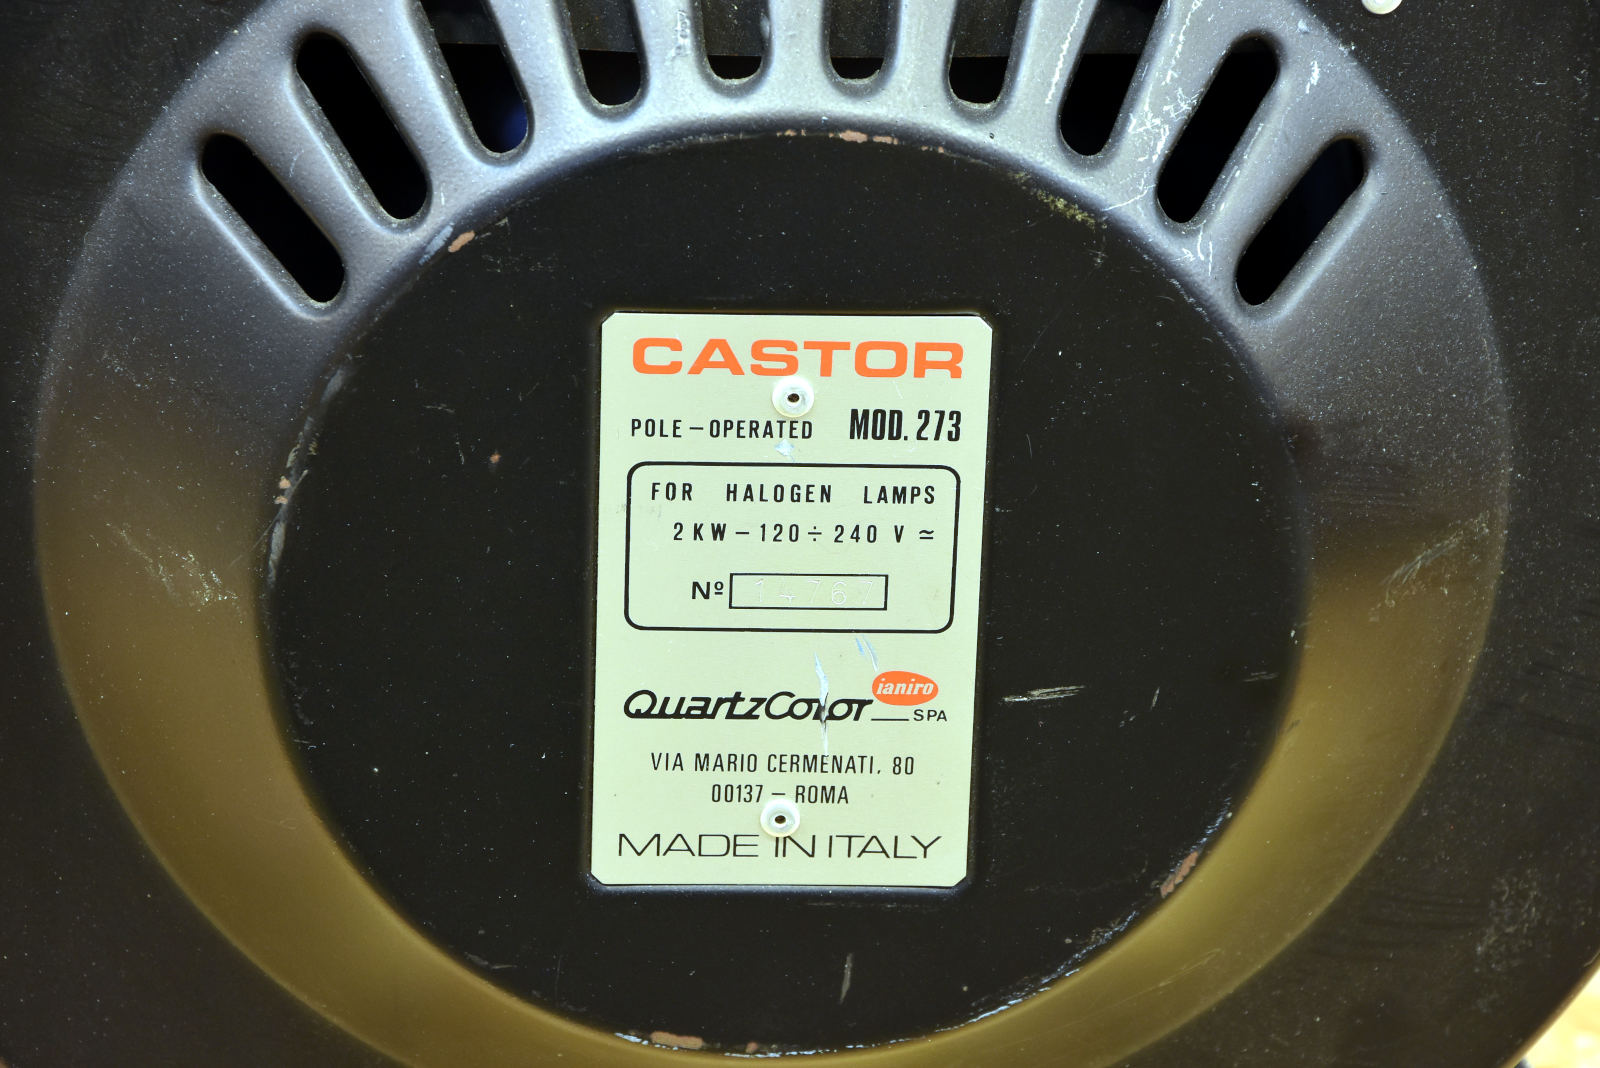 CASTOR
POLE-OPERATED MOD. 273
FOR HALOGEN LAMPS
2 KW - 120 ÷ 240 V ≃
Nº 14767
QuartzColor ianiro SPA
VIA MARIO CERMENATI, 80
00137 - ROMA
MADE IN ITALY